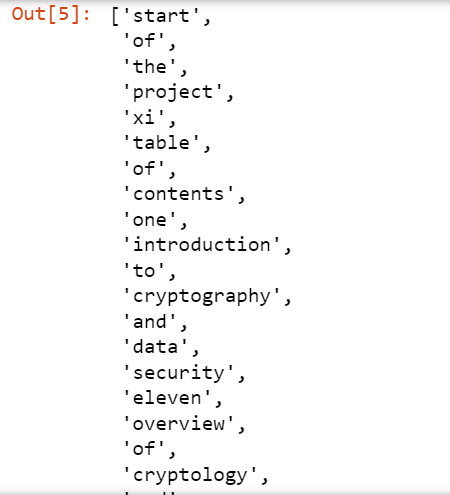 Out[5]: ['start',
'of',
'the',
'project',
'xi',
'table',
'of',
'contents',
'one',
'introduction',
'to',
'cryptography',
'and',
'data',
'security',
'eleven',
'overview',
'of',
'cryptology',